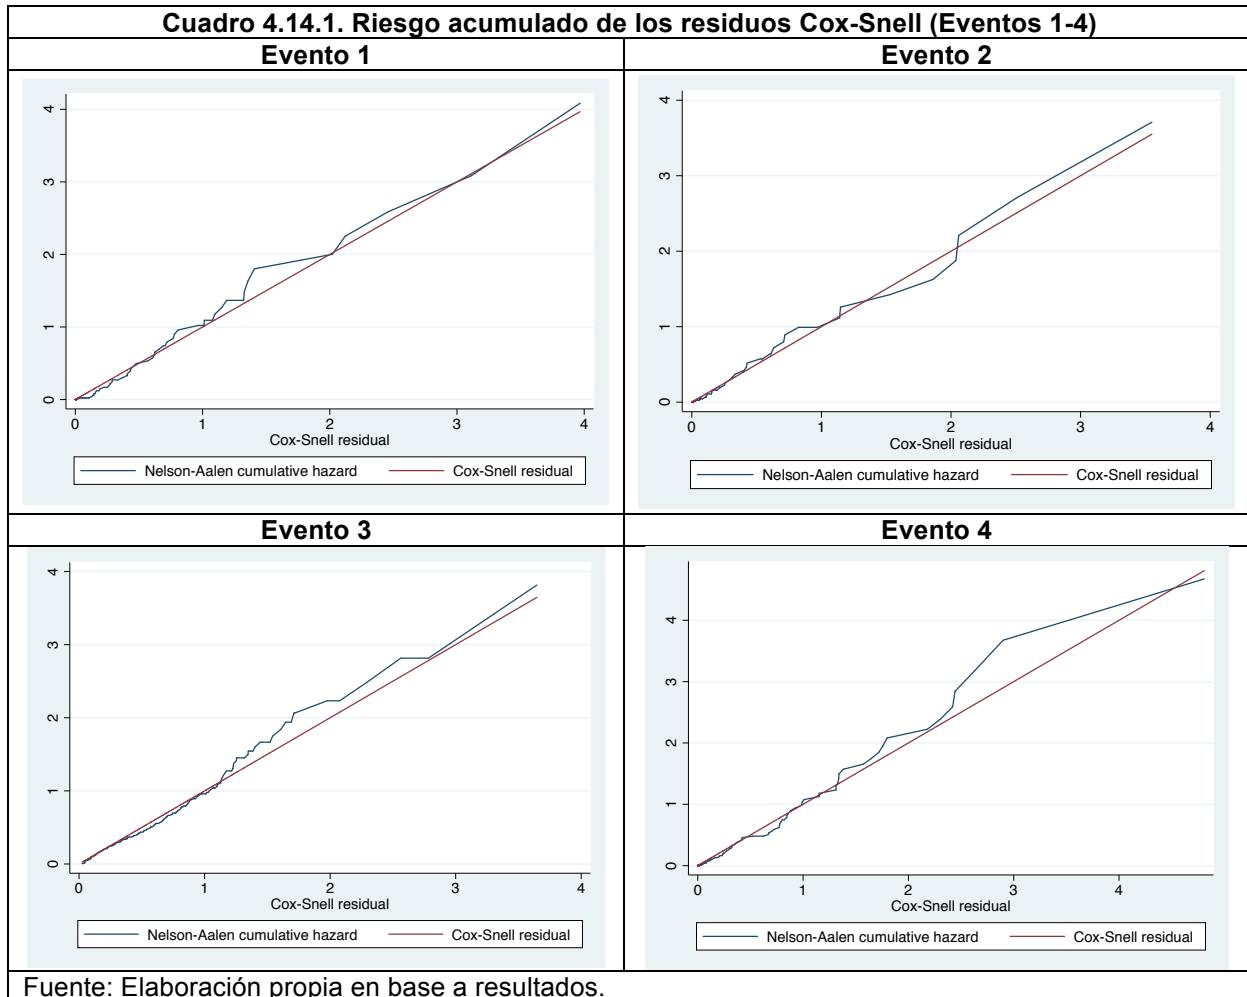 Cuadro 4.14.1. Riesgo acumulado de los residuos Cox-Snell (Eventos 1-4)
Evento 1
4
3
2
1
0
0 1 2 3 4
Cox-Snell residual
Nelson-Aalen cumulative hazard Cox-Snell residual
Evento 2
4
3
2
1
0
0 1 2 3 4
Cox-Snell residual
Nelson-Aalen cumulative hazard Cox-Snell residual
Evento 3
4
3
2
1
0
0 1 2 3 4
Cox-Snell residual
Nelson-Aalen cumulative hazard Cox-Snell residual
Evento 4
4
3
2
1
0
0 1 2 3 4
Cox-Snell residual
Nelson-Aalen cumulative hazard Cox-Snell residual
Fuente: Elaboración propia en base a resultados.